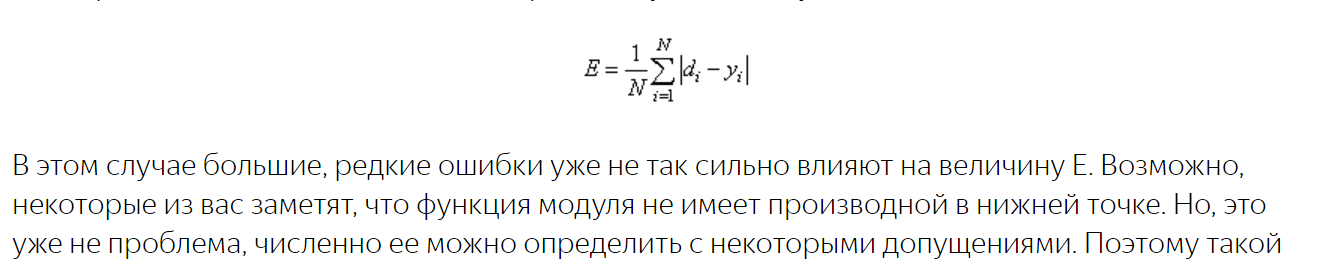 E = 1/N ∑_{i=1}^{N} |d_i − y_i|
В этом случае большие, редкие ошибки уже не так сильно влияют на величину E. Возможно,
некоторые из вас заметят, что функция модуля не имеет производной в нижней точке. Но, это
уже не проблема, численно ее можно определить с некоторыми допущениями. Поэтому такой